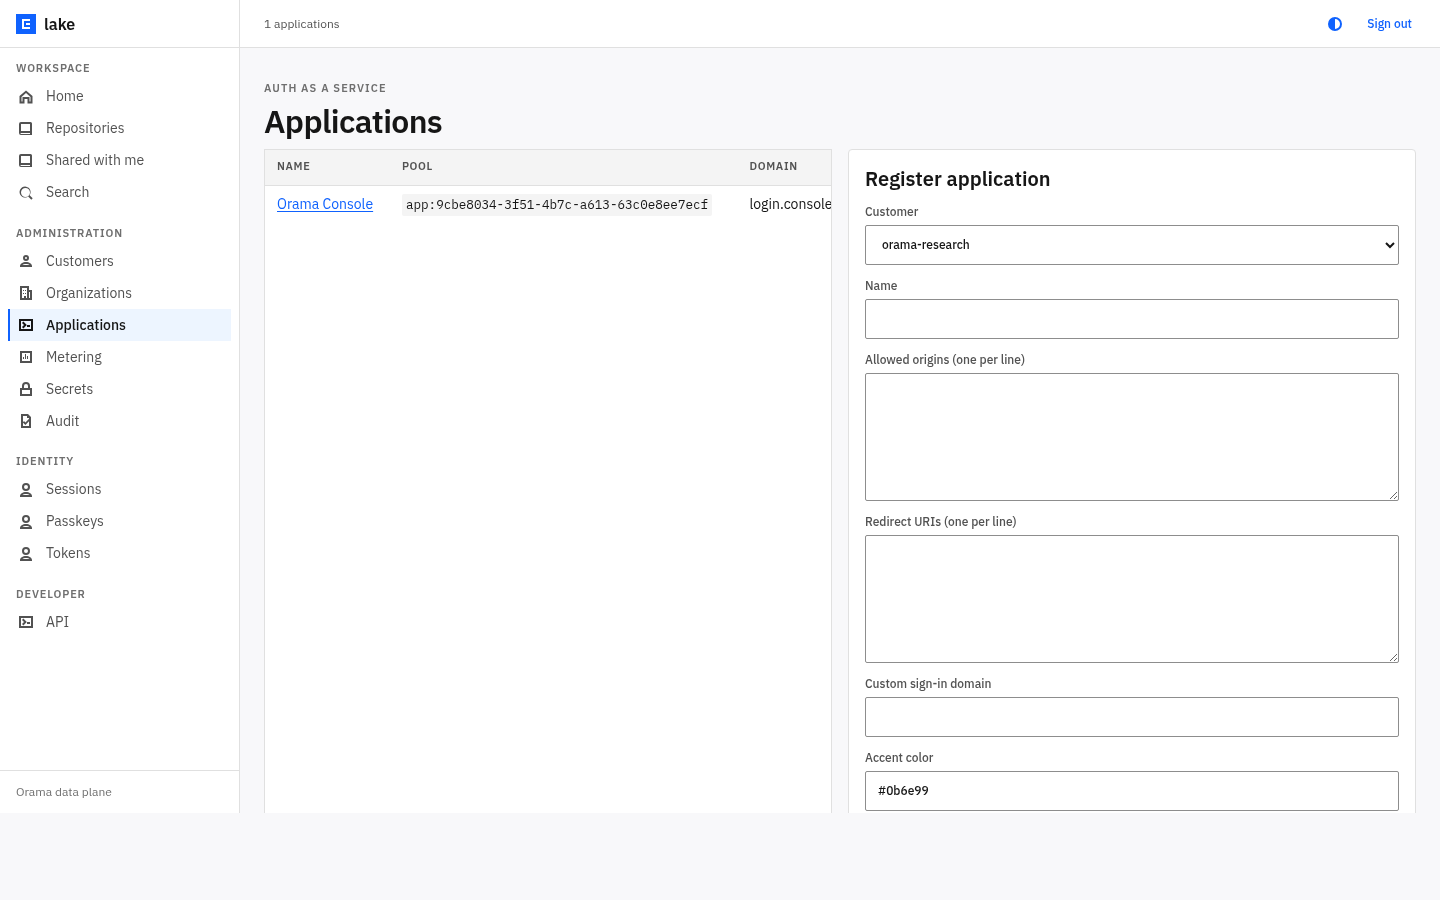 lake
1 applications
Sign out
WORKSPACE
Home
Repositories
Shared with me
Search
ADMINISTRATION
Customers
Organizations
Applications
Metering
Secrets
Audit
IDENTITY
Sessions
Passkeys
Tokens
DEVELOPER
API
Orama data plane
AUTH AS A SERVICE
Applications
NAME POOL DOMAIN
Orama Console app:9cbe8034-3f51-4b7c-a613-63c0e8ee7ecf login.console
Register application
Customer
orama-research
Name
Allowed origins (one per line)
Redirect URIs (one per line)
Custom sign-in domain
Accent color
#0b6e99